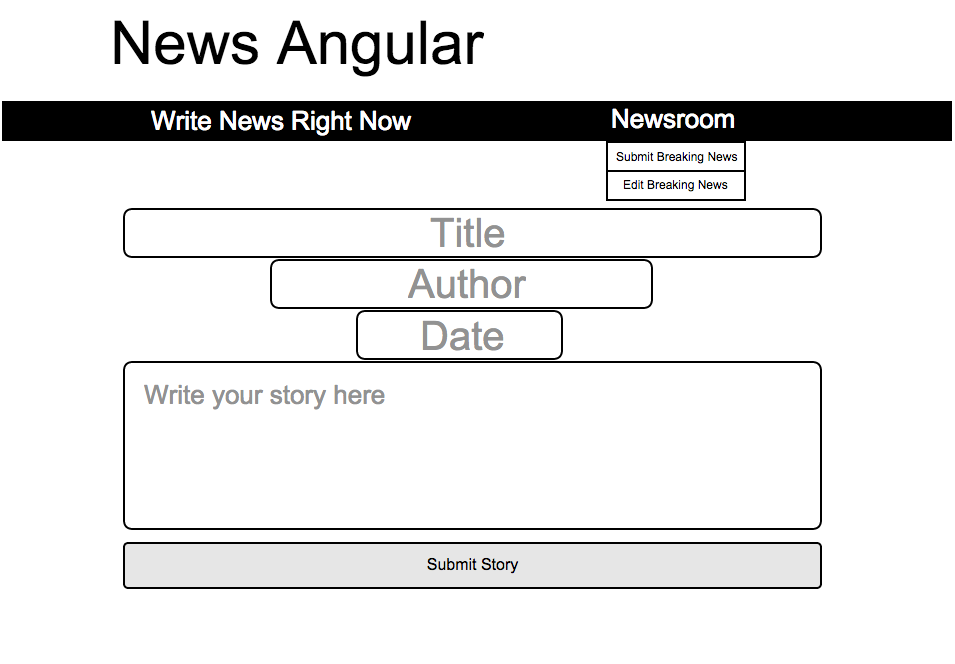 News Angular
Write News Right Now
Newsroom
Submit Breaking News
Edit Breaking News
Title
Author
Date
Write your story here
Submit Story